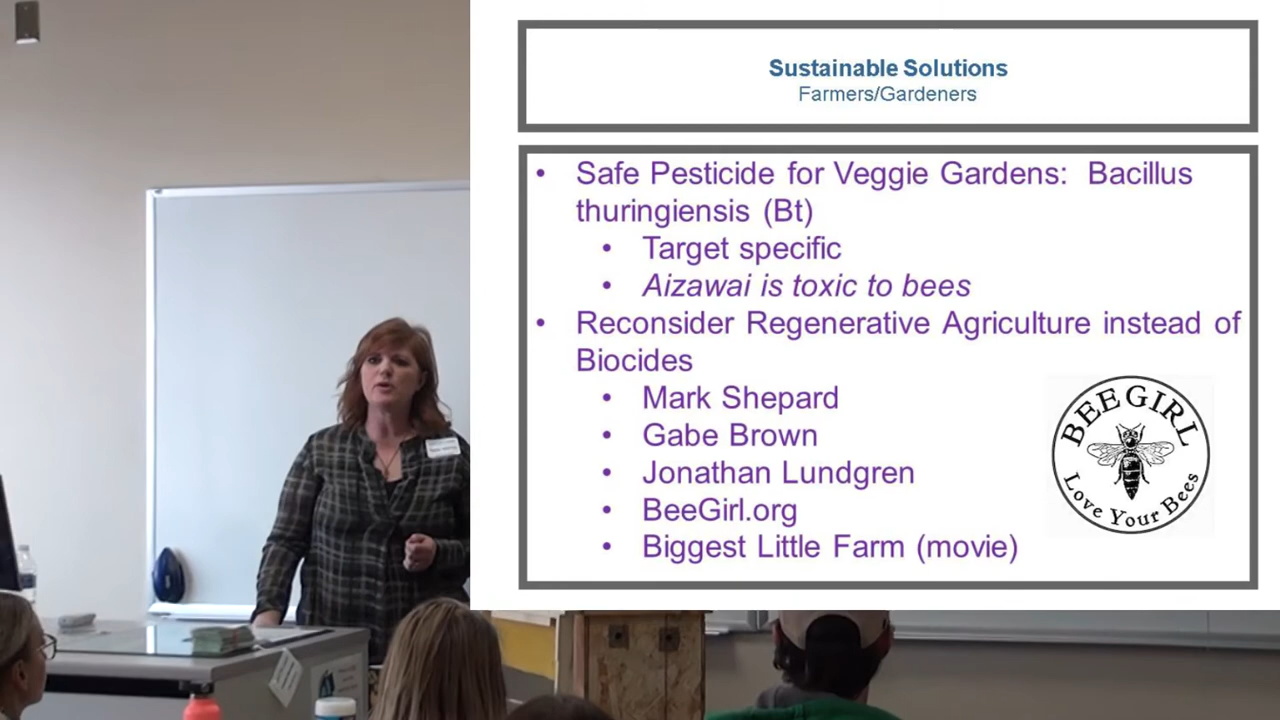 Sustainable Solutions
Farmers/Gardeners
• Safe Pesticide for Veggie Gardens: Bacillus
thuringiensis (Bt)
• Target specific
• Aizawai is toxic to bees
• Reconsider Regenerative Agriculture instead of
Biocides
• Mark Shepard
• Gabe Brown
• Jonathan Lundgren
• BeeGirl.org
• Biggest Little Farm (movie)
BEE GIRL
Love Your Bees